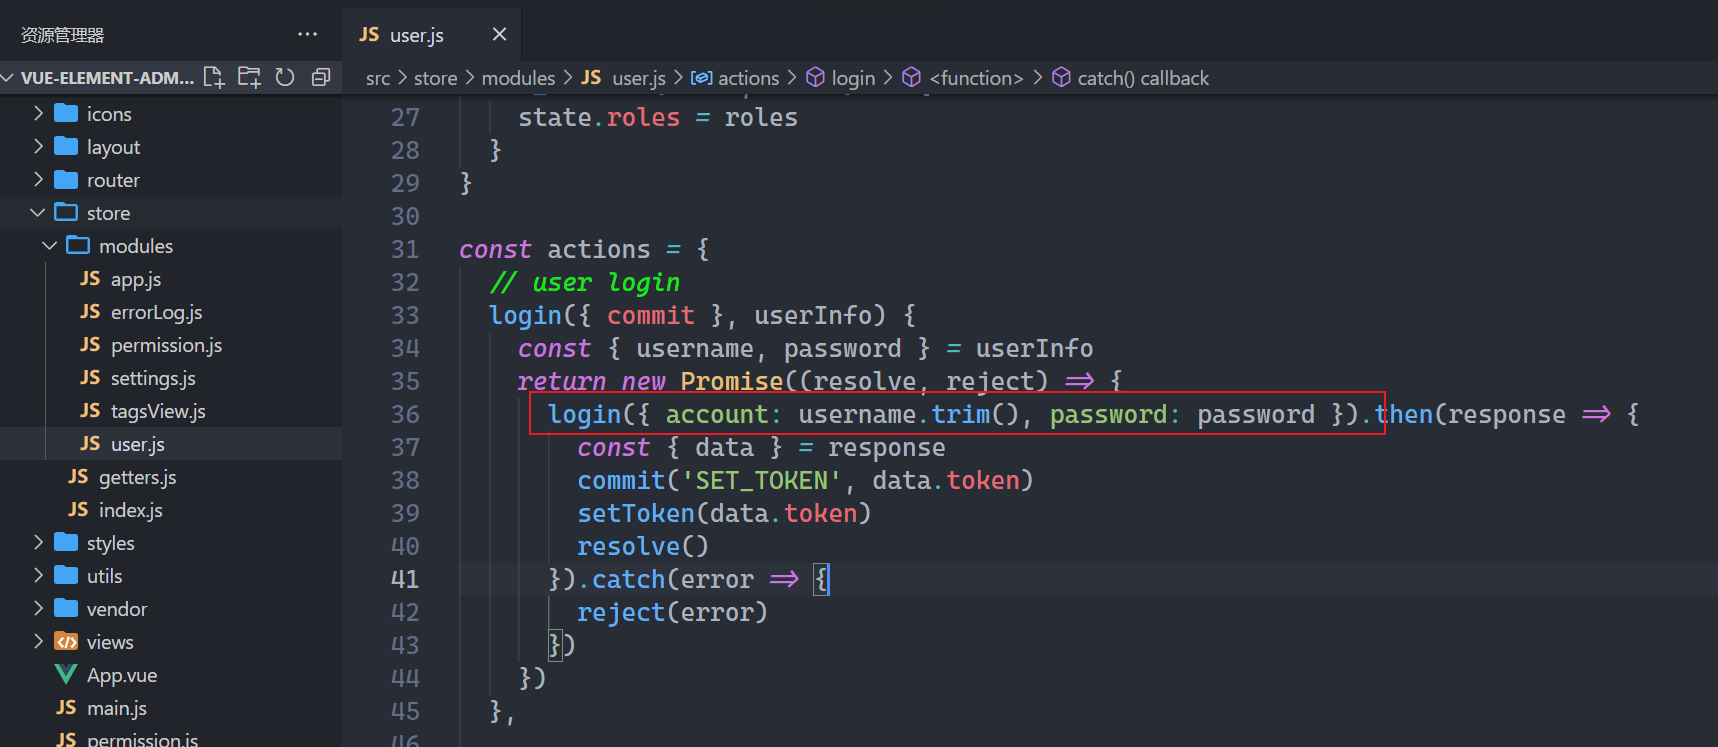 资源管理器
···
JS user.js
VUE-ELEMENT-ADM...
src > store > modules > JS user.js > actions > login > <function> > catch() callback
icons
layout
router
store
modules
JS app.js
JS errorLog.js
JS permission.js
JS settings.js
JS tagsView.js
JS user.js
JS getters.js
JS index.js
styles
utils
vendor
views
App.vue
JS main.js
JS permission.js
27 state.roles = roles
28 }
29 }
30
31 const actions = {
32 // user login
33 login({ commit }, userInfo) {
34 const { username, password } = userInfo
35 return new Promise((resolve, reject) => {
36 login({ account: username.trim(), password: password }).then(response => {
37 const { data } = response
38 commit('SET_TOKEN', data.token)
39 setToken(data.token)
40 resolve()
41 }).catch(error => {
42 reject(error)
43 })
44 })
45 },
46